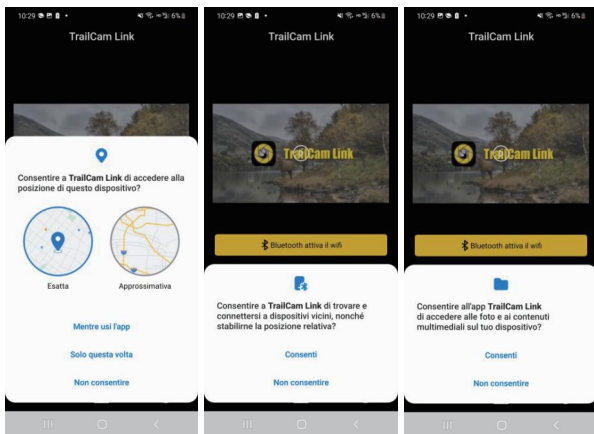 10:29
6%
TrailCam Link
Consentire a TrailCam Link di accedere alla
posizione di questo dispositivo?
Esatta
Approssimativa
Mentre usi l'app
Solo questa volta
Non consentire
10:29
6%
TrailCam Link
TrailCam Link
Bluetooth attiva il wifi
Consentire a TrailCam Link di trovare e
connettersi a dispositivi vicini, nonché
stabilirne la posizione relativa?
Consenti
Non consentire
10:29
6%
TrailCam Link
TrailCam Link
Bluetooth attiva il wifi
Consentire all'app TrailCam Link
di accedere alle foto e ai contenuti
multimediali sul tuo dispositivo?
Consenti
Non consentire